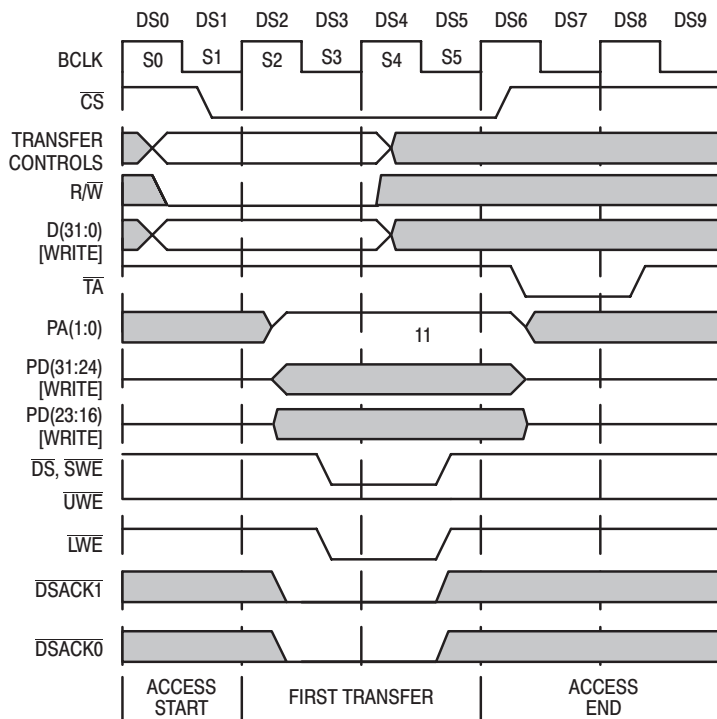 DS0 DS1 DS2 DS3 DS4 DS5 DS6 DS7 DS8 DS9
BCLK S0 S1 S2 S3 S4 S5
CS
TRANSFER
CONTROLS
R/W
D(31:0)
[WRITE]
TA
PA(1:0) 11
PD(31:24)
[WRITE]
PD(23:16)
[WRITE]
DS, SWE
UWE
LWE
DSACK1
DSACK0
ACCESS
START
FIRST TRANSFER
ACCESS
END